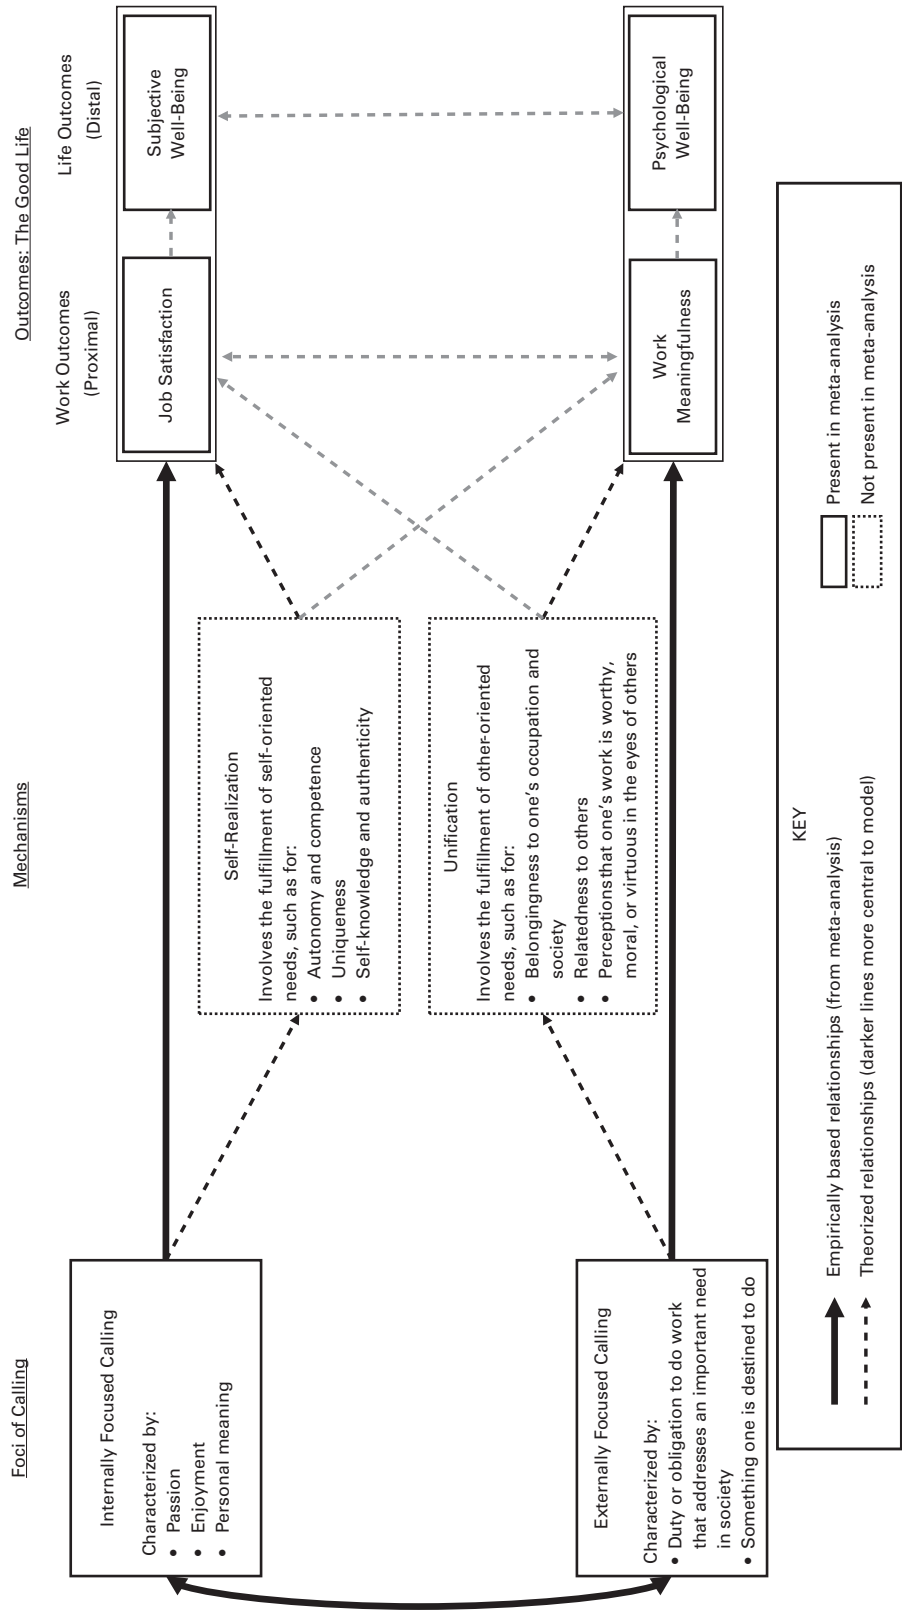 Foci of Calling
Mechanisms
Outcomes: The Good Life
Work Outcomes
(Proximal)
Life Outcomes
(Distal)
Internally Focused Calling
Characterized by:
• Passion
• Enjoyment
• Personal meaning
Self-Realization
Involves the fulfillment of self-oriented
needs, such as for:
• Autonomy and competence
• Uniqueness
• Self-knowledge and authenticity
Job Satisfaction
Subjective
Well-Being
Externally Focused Calling
Characterized by:
• Duty or obligation to do work
that addresses an important need
in society
• Something one is destined to do
Unification
Involves the fulfillment of other-oriented
needs, such as for:
• Belongingness to one's occupation and
society
• Relatedness to others
• Perceptions that one's work is worthy,
moral, or virtuous in the eyes of others
Work
Meaningfulness
Psychological
Well-Being
KEY
Empirically based relationships (from meta-analysis)
Theorized relationships (darker lines more central to model)
Present in meta-analysis
Not present in meta-analysis